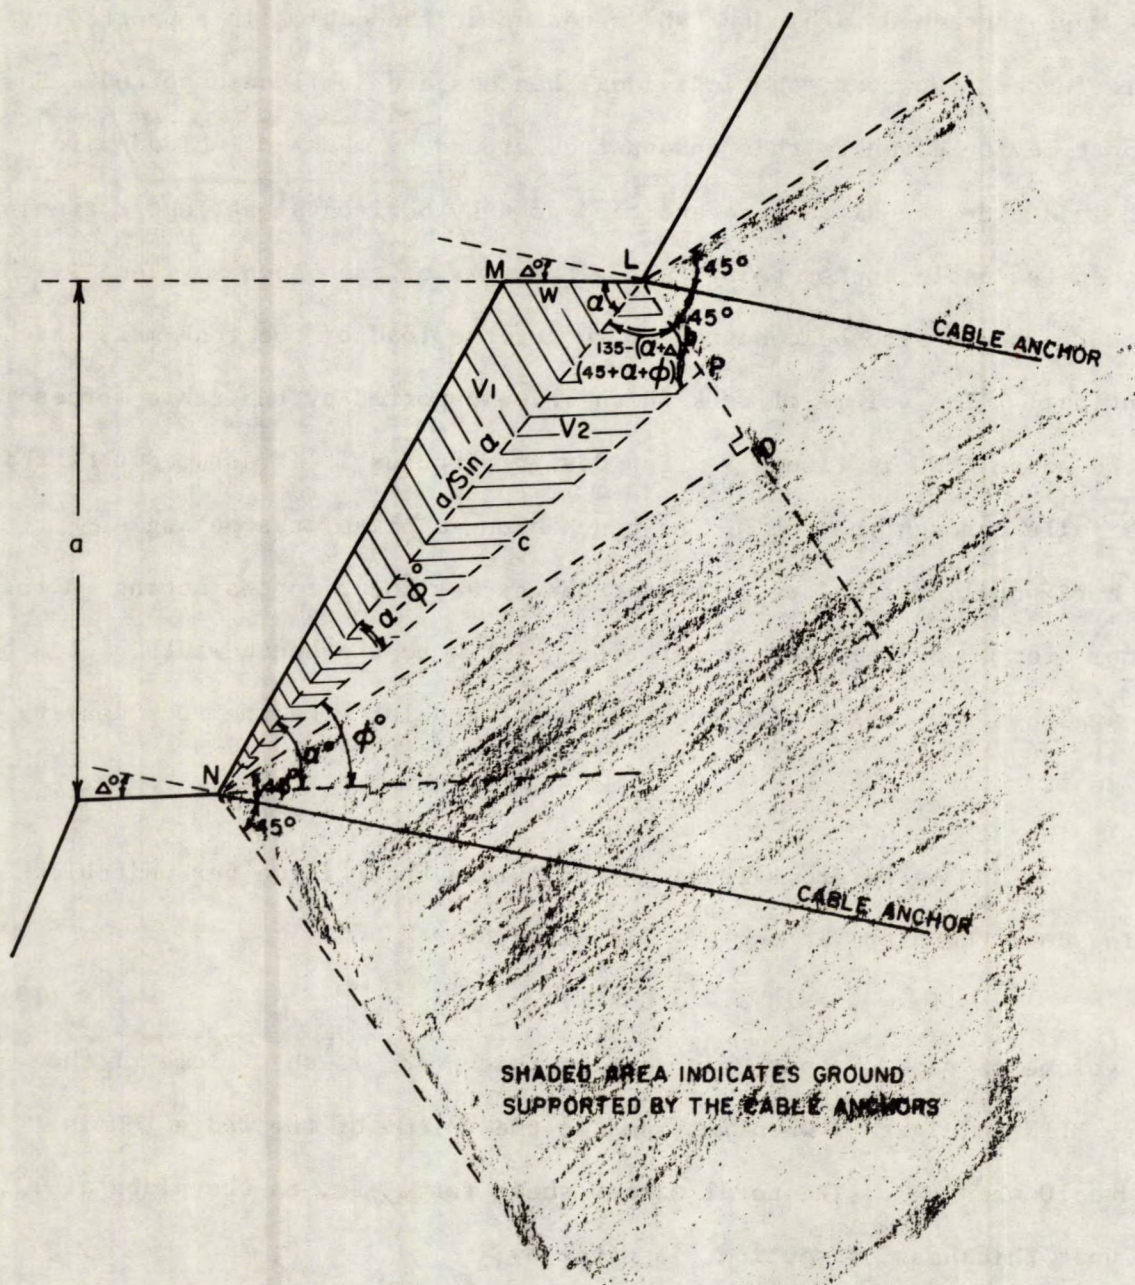 M
Δ°
L
W
α
45°
45°
135-(α+Δ)
(45+α+ϕ)
b
P
CABLE ANCHOR
V1
V2
a/Sin α
O
a
c
α-ϕ°
ϕ°
α°
N
Δ°
45°
45°
CABLE ANCHOR
SHADED AREA INDICATES GROUND
SUPPORTED BY THE CABLE ANCHORS